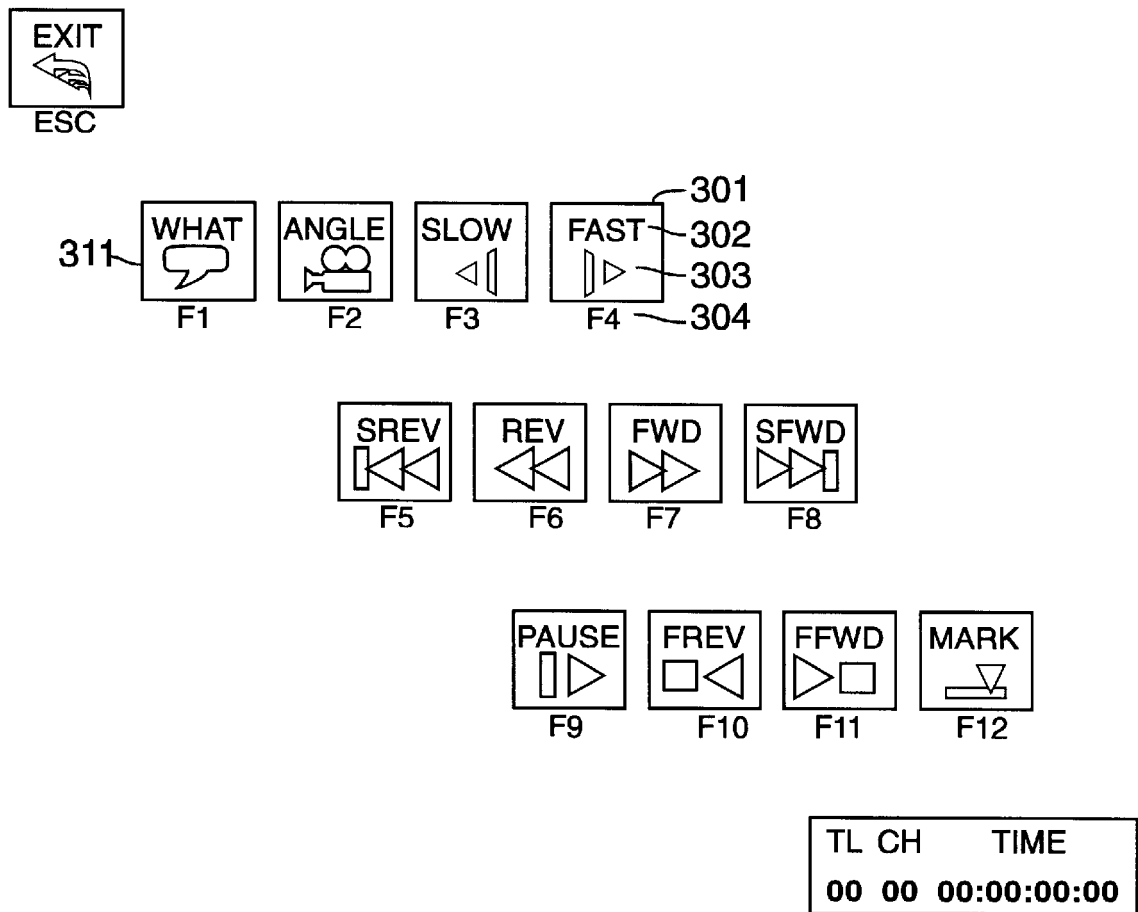 EXIT
ESC
301
WHAT ANGLE SLOW FAST 302
311
303
F1 F2 F3 F4 304
SREV REV FWD SFWD
F5 F6 F7 F8
PAUSE FREV FFWD MARK
F9 F10 F11 F12
TL CH TIME
00 00 00:00:00:00